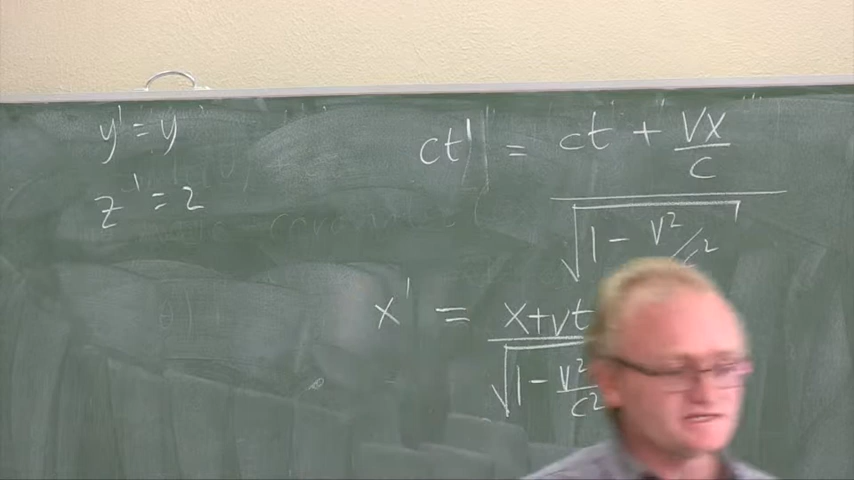 y' = y
z' = z
ct' = ct + vx/c
√1 - v²/c²
x' = x+vt
√1 - v²/c²